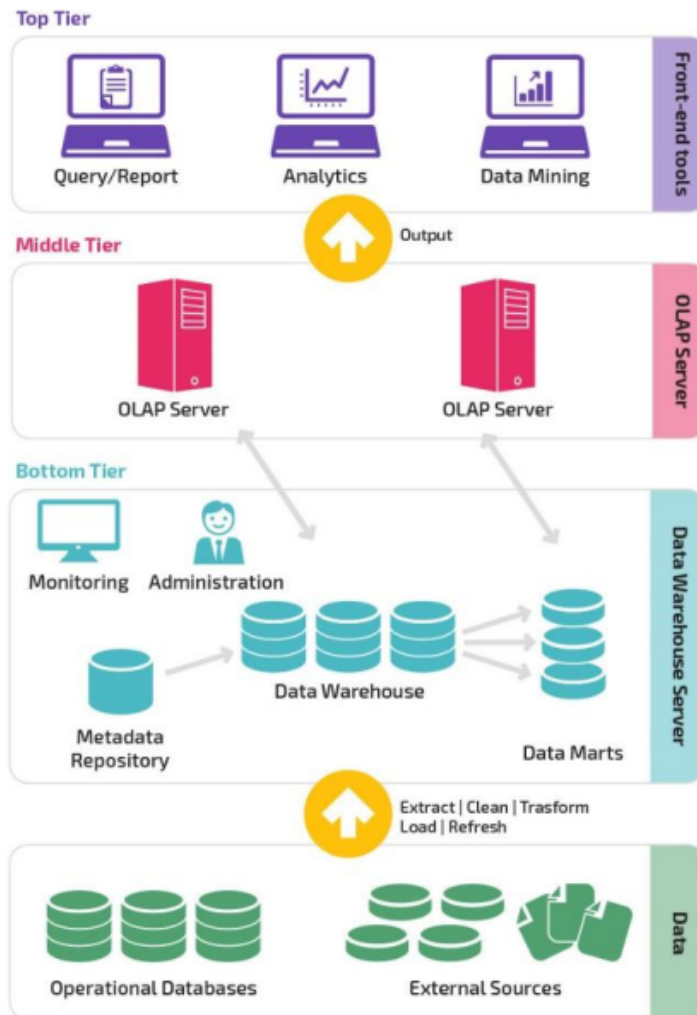 Top Tier
Query/Report
Analytics
Data Mining
Front-end tools
Output
Middle Tier
OLAP Server
OLAP Server
OLAP Server
Bottom Tier
Monitoring
Administration
Data Warehouse
Metadata
Repository
Data Marts
Data Warehouse Server
Extract | Clean | Trasform
Load | Refresh
Operational Databases
External Sources
Data